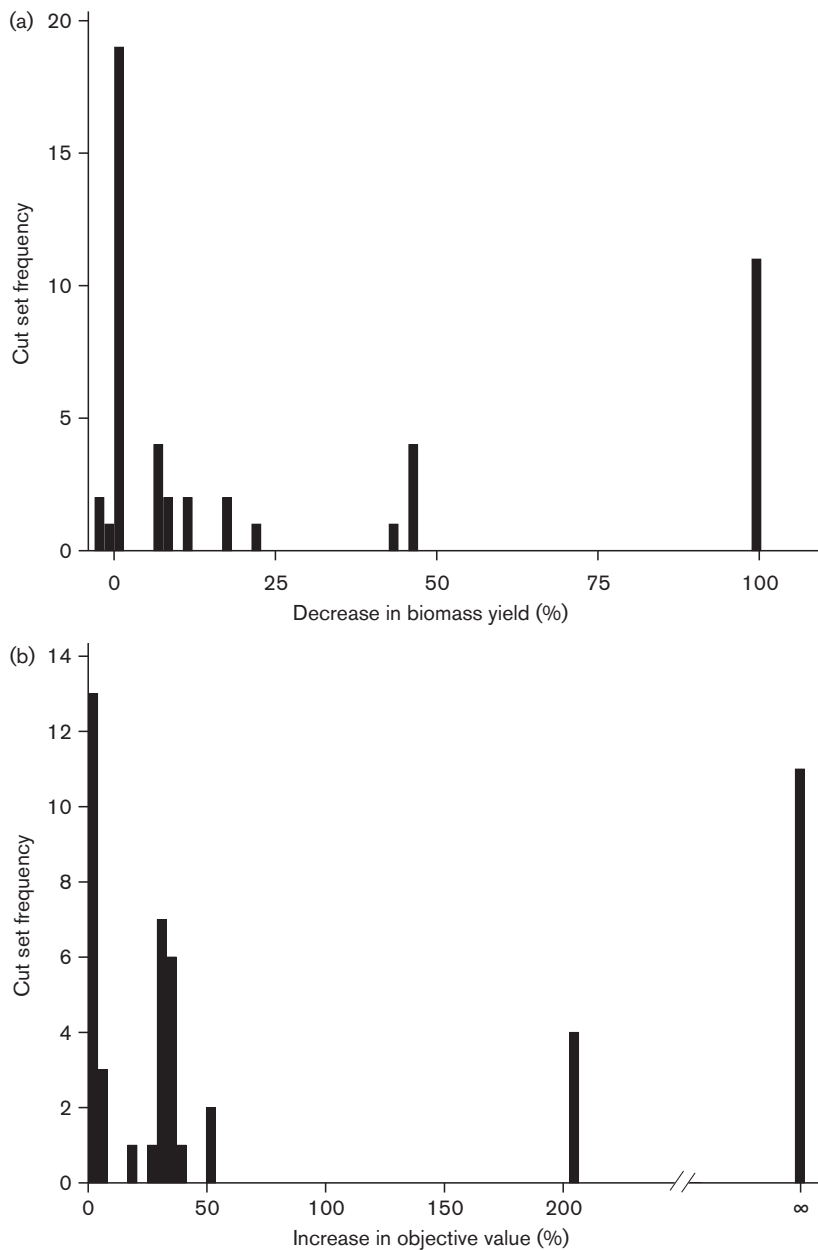 (a)
20
15
10
5
0
Cut set frequency
0 25 50 75 100
Decrease in biomass yield (%)
(b)
14
12
10
8
6
4
2
0
Cut set frequency
0 50 100 150 200 ∞
Increase in objective value (%)